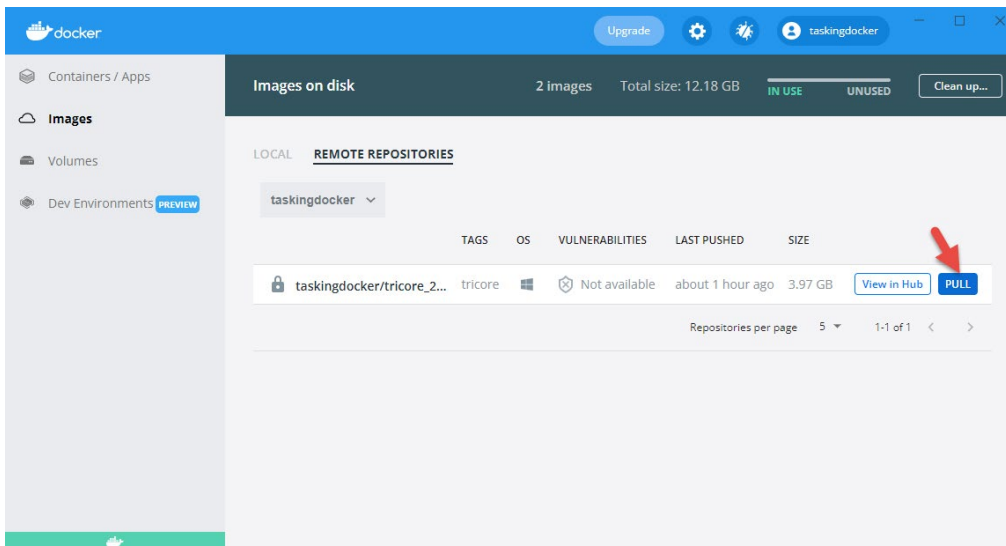 docker
Upgrade
taskingdocker
Containers / Apps
Images
Volumes
Dev Environments PREVIEW
Images on disk
2 images
Total size: 12.18 GB
IN USE
UNUSED
Clean up...
LOCAL
REMOTE REPOSITORIES
taskingdocker
TAGS OS VULNERABILITIES LAST PUSHED SIZE
taskingdocker/tricore_2... tricore Not available about 1 hour ago 3.97 GB View in Hub PULL
Repositories per page 5 1-1 of 1